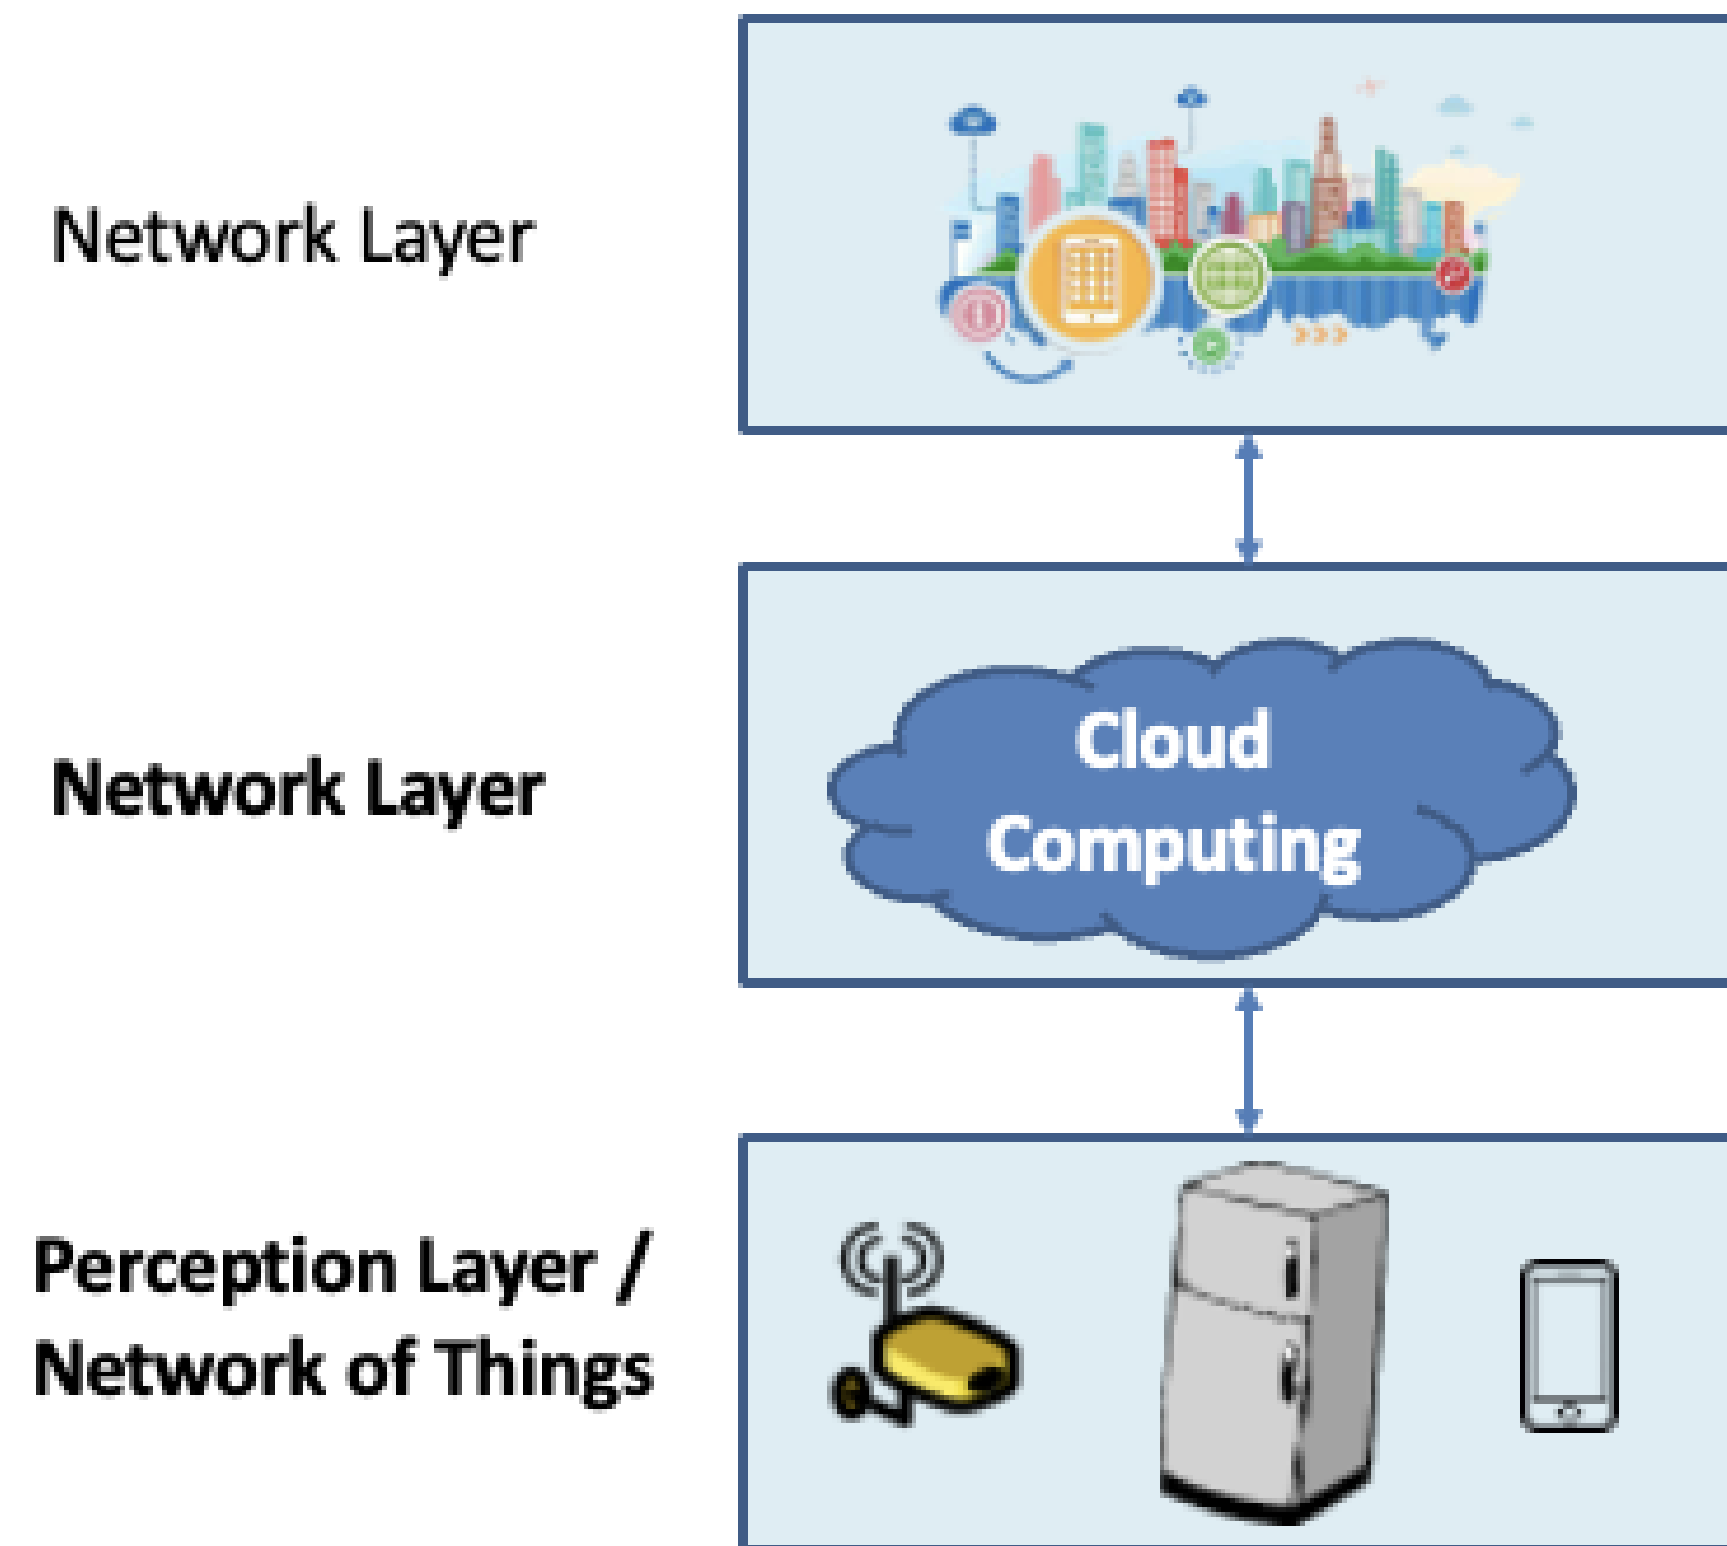 Network Layer
Network Layer
Cloud
Computing
Perception Layer /
Network of Things